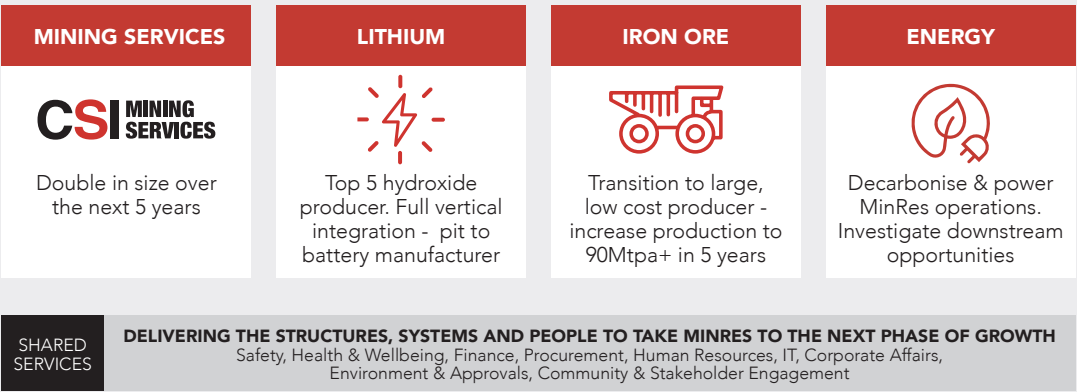 MINING SERVICES
CSI MINING
SERVICES
Double in size over
the next 5 years
LITHIUM
Top 5 hydroxide
producer. Full vertical
integration - pit to
battery manufacturer
IRON ORE
Transition to large,
low cost producer -
increase production to
90Mtpa+ in 5 years
ENERGY
Decarbonise & power
MinRes operations.
Investigate downstream
opportunities
SHARED
SERVICES
DELIVERING THE STRUCTURES, SYSTEMS AND PEOPLE TO TAKE MINRES TO THE NEXT PHASE OF GROWTH
Safety, Health & Wellbeing, Finance, Procurement, Human Resources, IT, Corporate Affairs,
Environment & Approvals, Community & Stakeholder Engagement